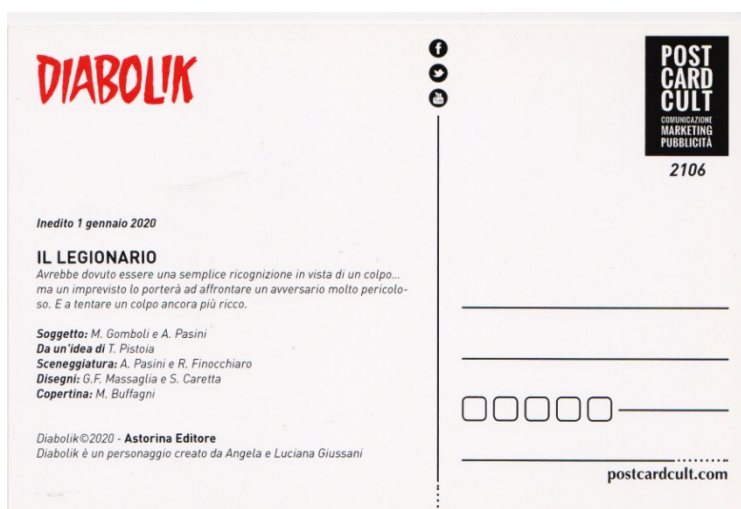 DIABOLIK
Inedito 1 gennaio 2020
IL LEGIONARIO
Avrebbe dovuto essere una semplice ricognizione in vista di un colpo...
ma un imprevisto lo porterà ad affrontare un avversario molto pericolo-
so. E a tentare un colpo ancora più ricco.
Soggetto: M. Gomboli e A. Pasini
Da un'idea di T. Pistoia
Sceneggiatura: A. Pasini e R. Finocchiaro
Disegni: G.F. Massaglia e S. Caretta
Copertina: M. Buffagni
Diabolik©2020 - Astorina Editore
Diabolik è un personaggio creato da Angela e Luciana Giussani
f
You
Tube
POST
CARD
CULT
COMUNICAZIONE
MARKETING
PUBBLICITÀ
2106
postcardcult.com